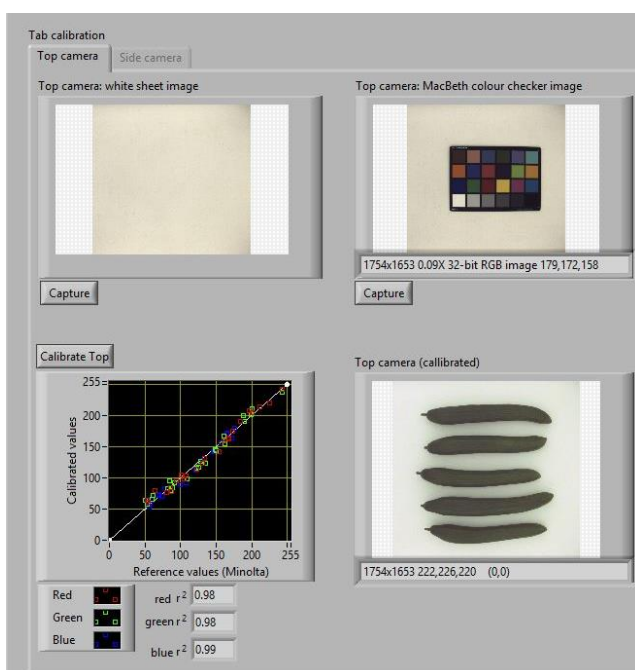 Tab calibration
Top camera Side camera
Top camera: white sheet image
Top camera: MacBeth colour checker image
1754x1653 0.09X 32-bit RGB image 179,172,158
Capture
Capture
Calibrate Top
Top camera (callibrated)
Calibrated values
255
200
150
100
50
0
0 50 100 150 200 255
Reference values (Minolta)
1754x1653 222,226,220 (0,0)
Red
Green
Blue
red r² 0.98
green r² 0.98
blue r² 0.99